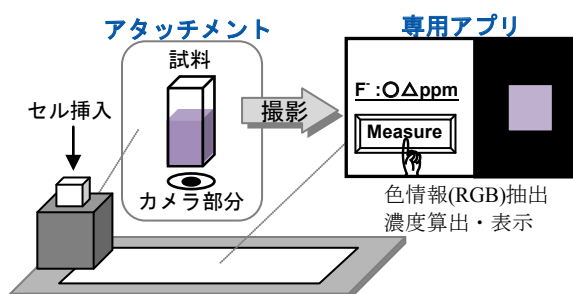 アタッチメント
試料
セル挿入
カメラ部分
撮影
専用アプリ
F⁻ :○△ppm
Measure
色情報(RGB)抽出
濃度算出・表示